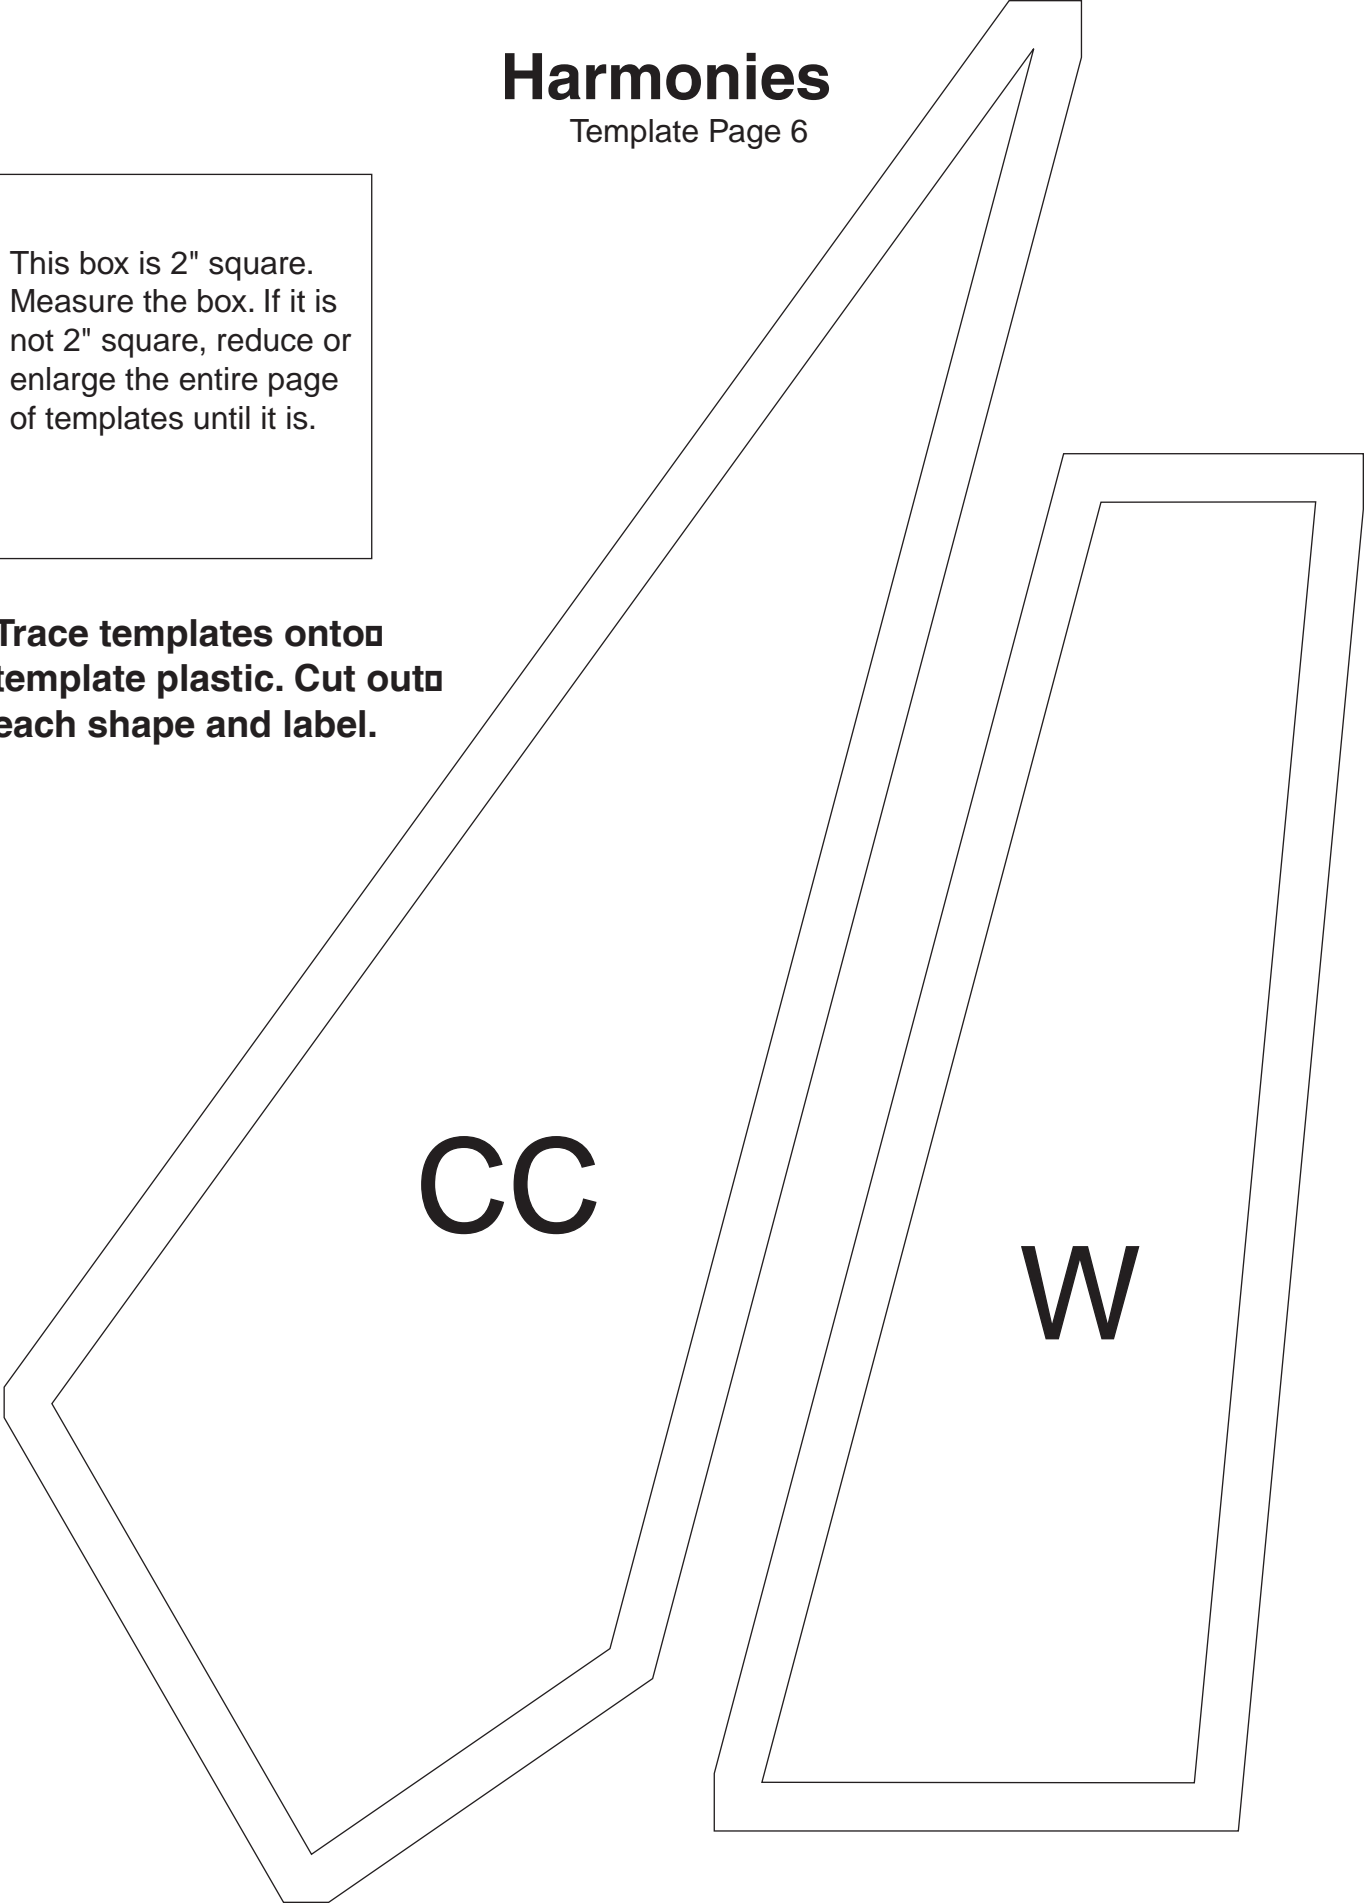 Harmonies
Template Page 6
This box is 2" square.
Measure the box. If it is
not 2" square, reduce or
enlarge the entire page
of templates until it is.
Trace templates onto¤
template plastic. Cut out¤
each shape and label.
CC
W